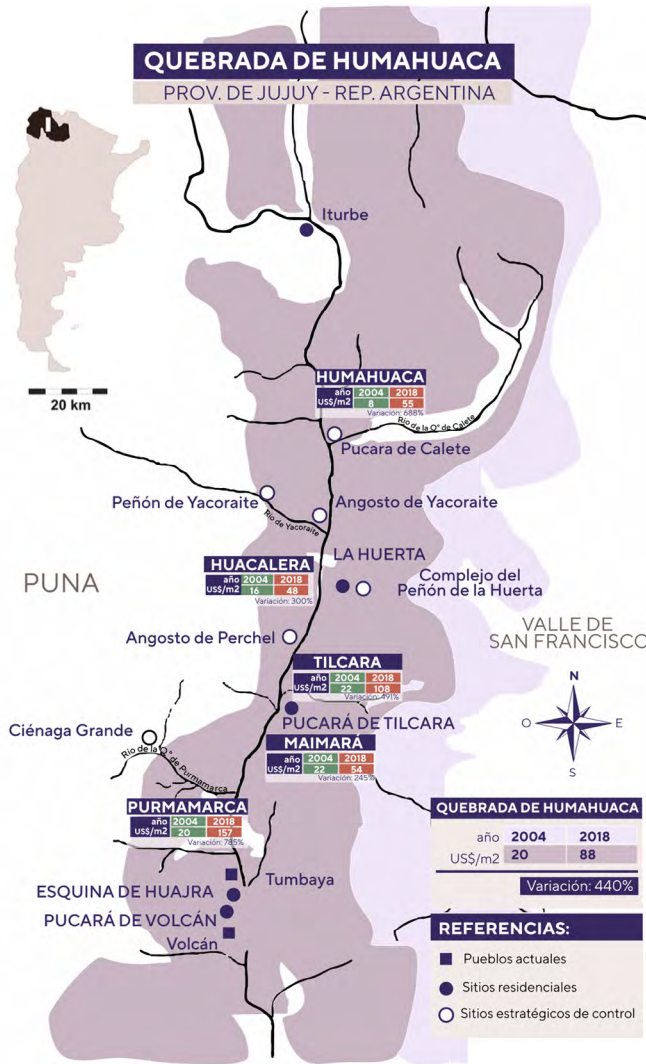 QUEBRADA DE HUMAHUACA
PROV. DE JUJUY - REP. ARGENTINA
20 km
Iturbe
HUMAHUACA
año 2004 2018
US$/m2 8 55
Variación: 688%
Río de la Qª de Calete
Pucara de Calete
Peñón de Yacoraite
Angosto de Yacoraite
Río de Yacoraite
LA HUERTA
HUACALERA
año 2004 2018
US$/m2 16 48
Variación: 300%
Complejo del
Peñón de la Huerta
PUNA
VALLE DE
SAN FRANCISCO
Angosto de Perchel
TILCARA
año 2004 2018
US$/m2 22 108
Variación: 491%
N
O E
S
PUCARÁ DE TILCARA
Ciénaga Grande
Río de la Qª de Purmamarca
MAIMARÁ
año 2004 2018
US$/m2 22 54
Variación: 245%
PURMAMARCA
año 2004 2018
US$/m2 20 157
Variación: 785%
QUEBRADA DE HUMAHUACA
año 2004 2018
US$/m2 20 88
Variación: 440%
Tumbaya
ESQUINA DE HUAJRA
PUCARÁ DE VOLCÁN
Volcán
REFERENCIAS:
Pueblos actuales
Sitios residenciales
Sitios estratégicos de control